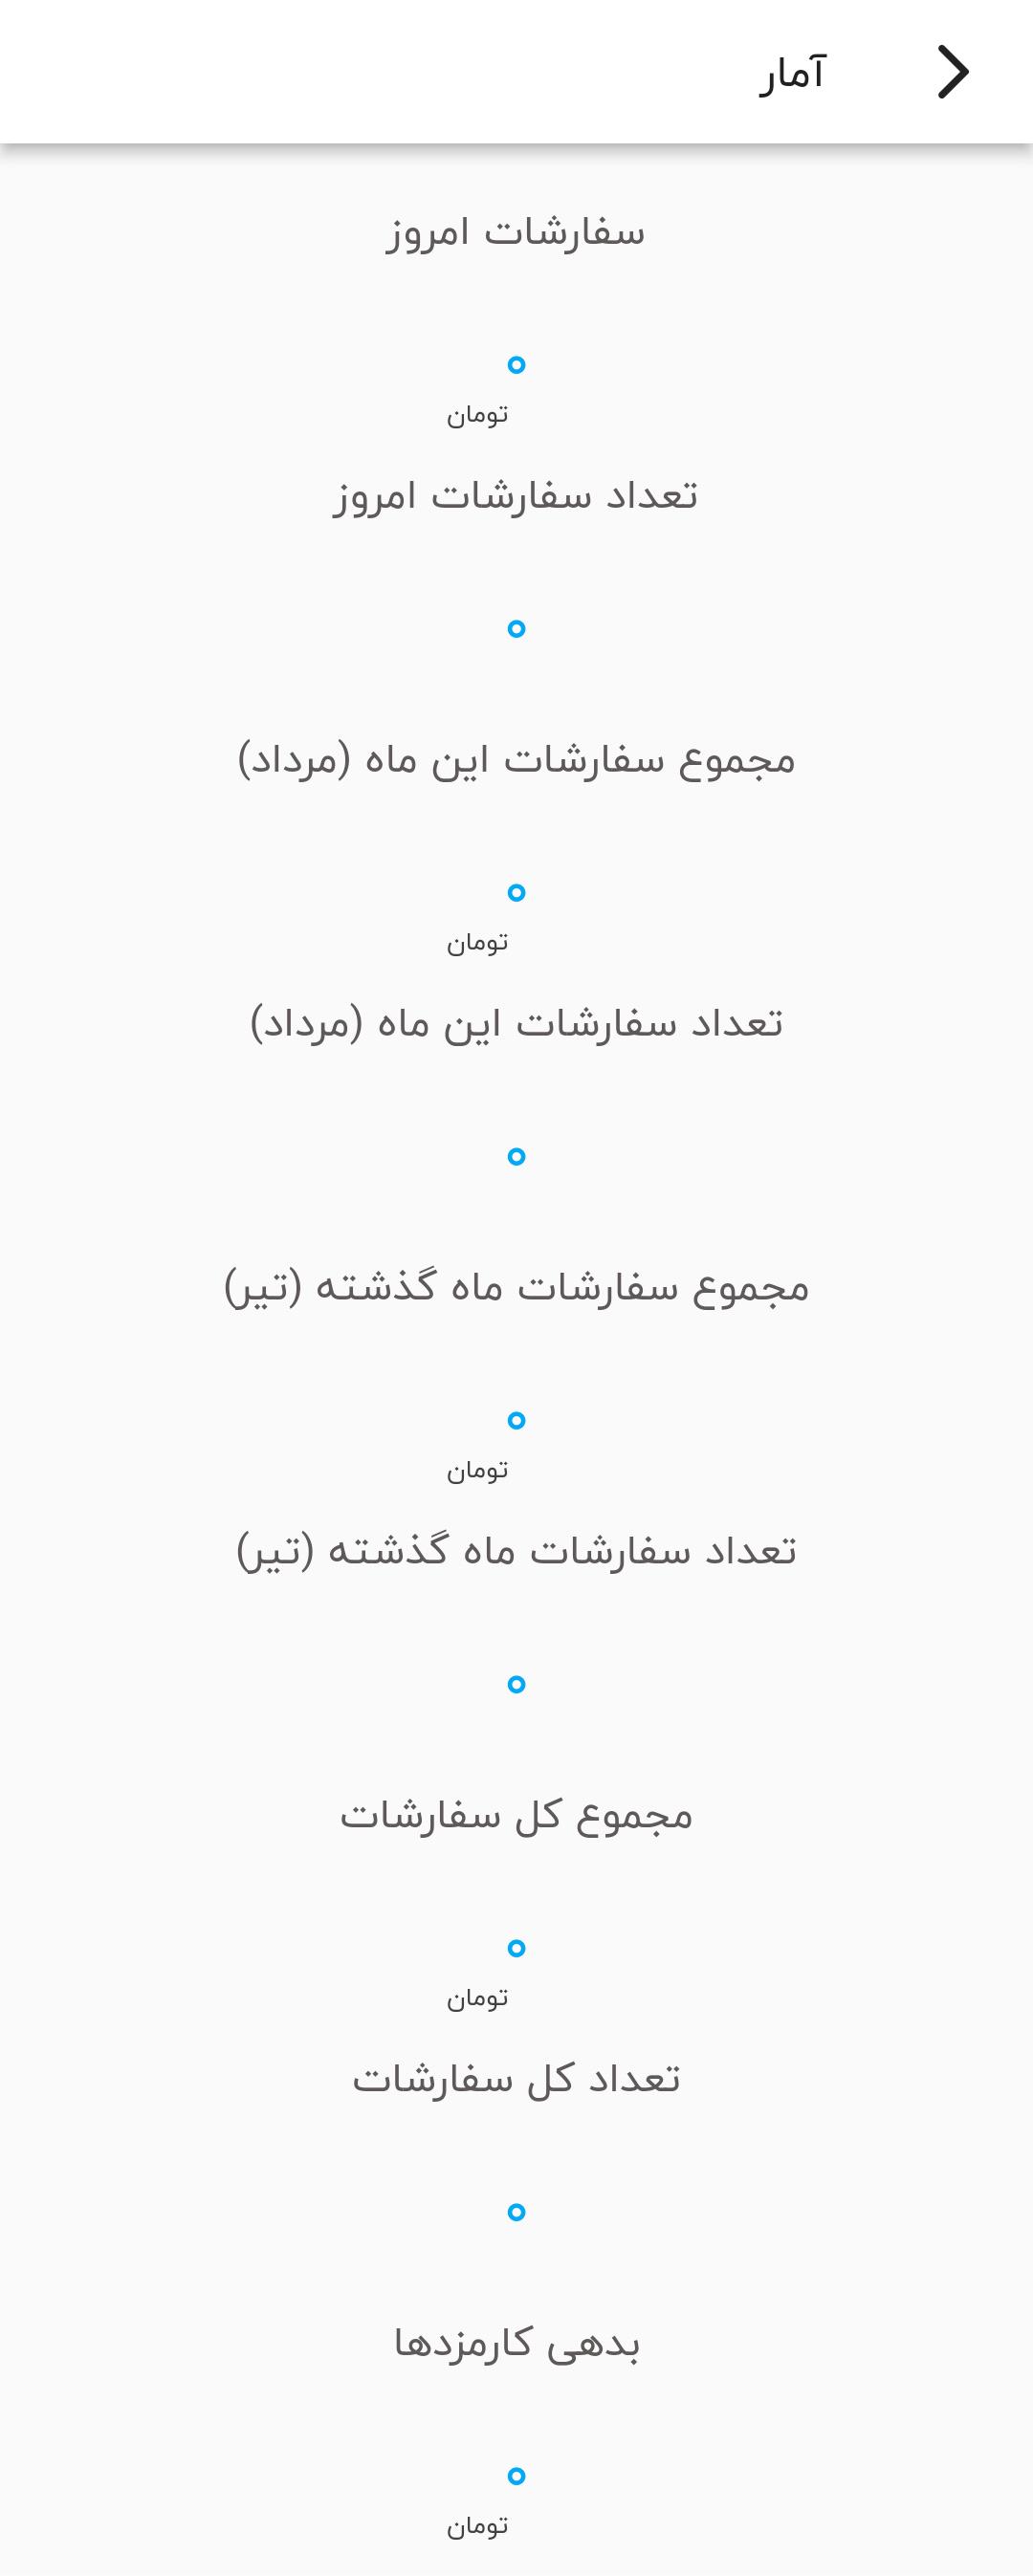 آمار
سفارشات امروز
۰
تومان
تعداد سفارشات امروز
۰
مجموع سفارشات این ماه (مرداد)
۰
تومان
تعداد سفارشات این ماه (مرداد)
۰
مجموع سفارشات ماه گذشته (تیر)
۰
تومان
تعداد سفارشات ماه گذشته (تیر)
۰
مجموع کل سفارشات
۰
تومان
تعداد کل سفارشات
۰
بدهی کارمزدها
۰
تومان